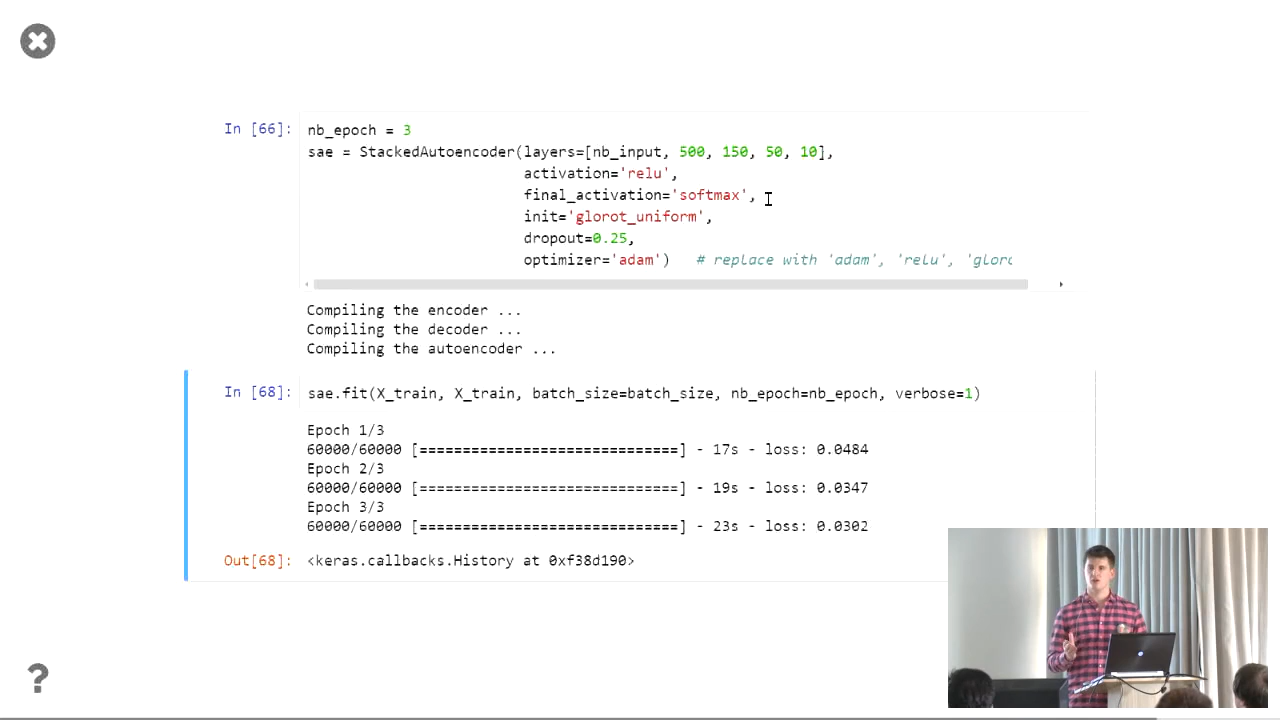 In [66]: nb_epoch = 3
sae = StackedAutoencoder(layers=[nb_input, 500, 150, 50, 10],
activation='relu',
final_activation='softmax',
init='glorot_uniform',
dropout=0.25,
optimizer='adam')   # replace with 'adam', 'relu', 'gloro
Compiling the encoder ...
Compiling the decoder ...
Compiling the autoencoder ...
In [68]: sae.fit(X_train, X_train, batch_size=batch_size, nb_epoch=nb_epoch, verbose=1)
Epoch 1/3
60000/60000 [==============================] - 17s - loss: 0.0484
Epoch 2/3
60000/60000 [==============================] - 19s - loss: 0.0347
Epoch 3/3
60000/60000 [==============================] - 23s - loss: 0.0302
Out[68]: <keras.callbacks.History at 0xf38d190>
?